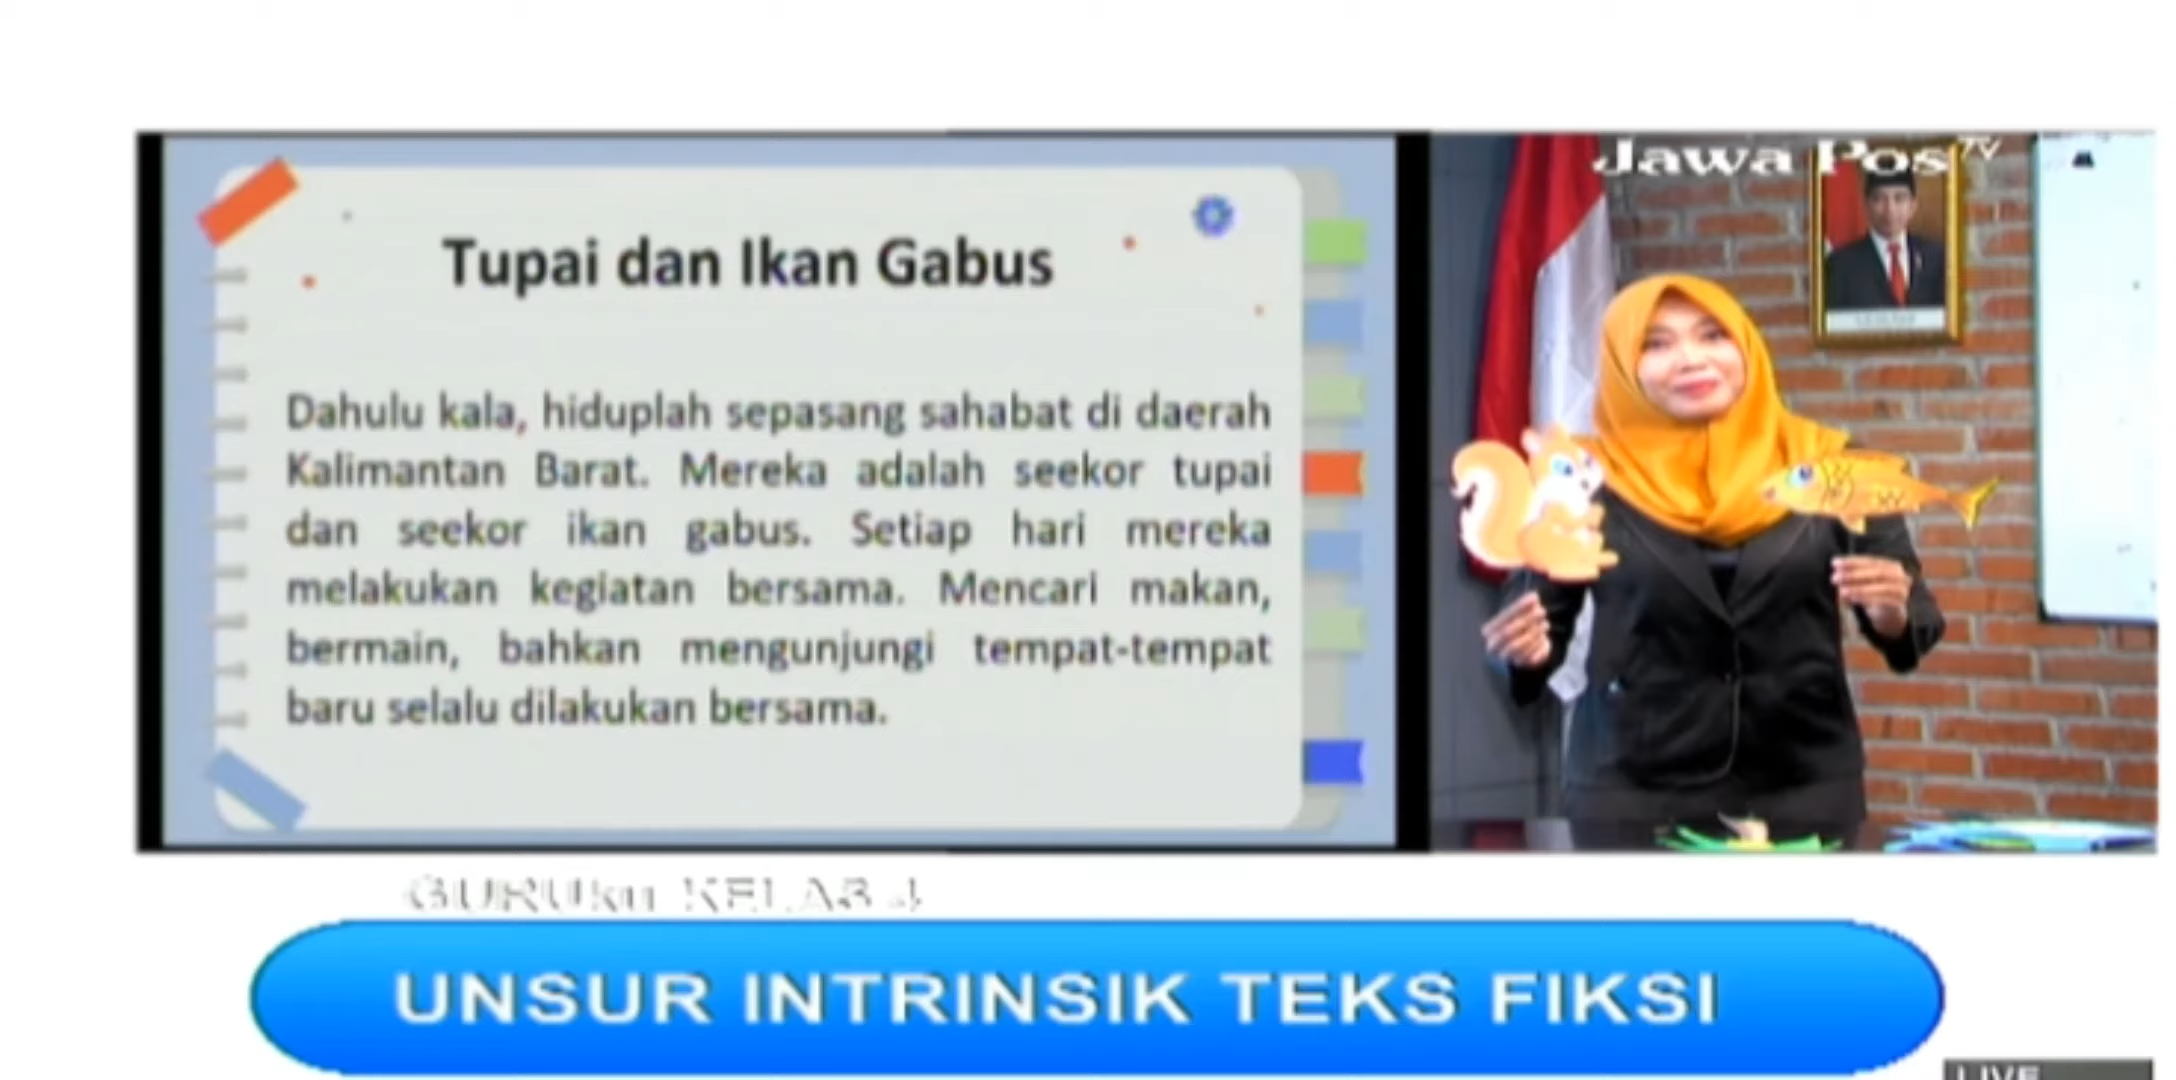 Jawa Pos TV
Tupai dan Ikan Gabus
Dahulu kala, hiduplah sepasang sahabat di daerah
Kalimantan Barat. Mereka adalah seekor tupai
dan seekor ikan gabus. Setiap hari mereka
melakukan kegiatan bersama. Mencari makan,
bermain, bahkan mengunjungi tempat-tempat
baru selalu dilakukan bersama.
GURUku KELAS 4
UNSUR INTRINSIK TEKS FIKSI
LIVE